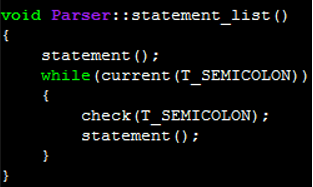 void Parser::statement_list()
{
    statement();
    while(current(T_SEMICOLON))
    {
        check(T_SEMICOLON);
        statement();
    }
}